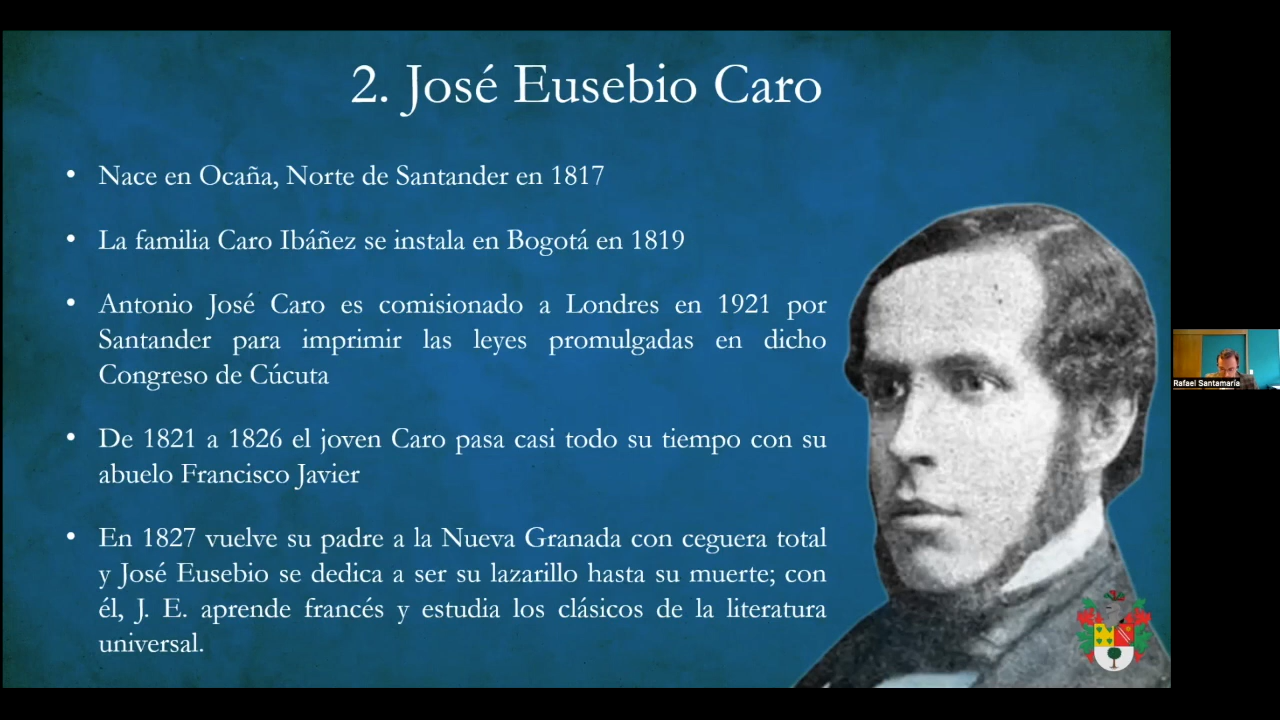 2. José Eusebio Caro
• Nace en Ocaña, Norte de Santander en 1817
• La familia Caro Ibáñez se instala en Bogotá en 1819
• Antonio José Caro es comisionado a Londres en 1921 por
Santander para imprimir las leyes promulgadas en dicho
Congreso de Cúcuta
• De 1821 a 1826 el joven Caro pasa casi todo su tiempo con su
abuelo Francisco Javier
• En 1827 vuelve su padre a la Nueva Granada con ceguera total
y José Eusebio se dedica a ser su lazarillo hasta su muerte; con
él, J. E. aprende francés y estudia los clásicos de la literatura
universal.
Rafael Santamaría